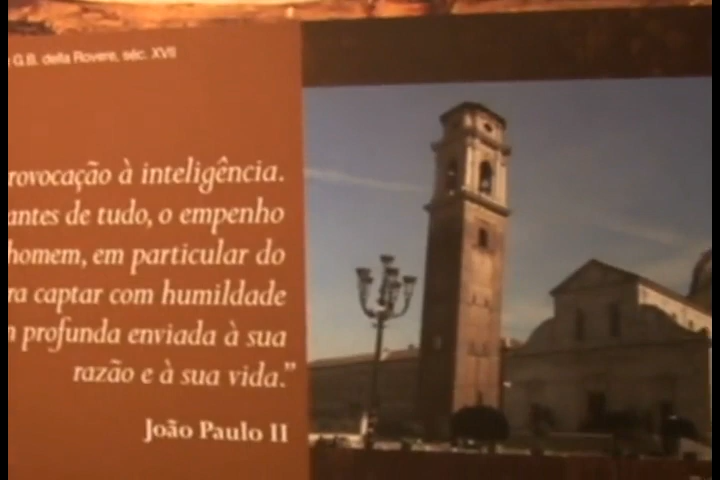 G.B. della Rovere, séc. XVII
rovocação à inteligência.
antes de tudo, o empenho
homem, em particular do
ra captar com humildade
profunda enviada à sua
razão e à sua vida.”
João Paulo II